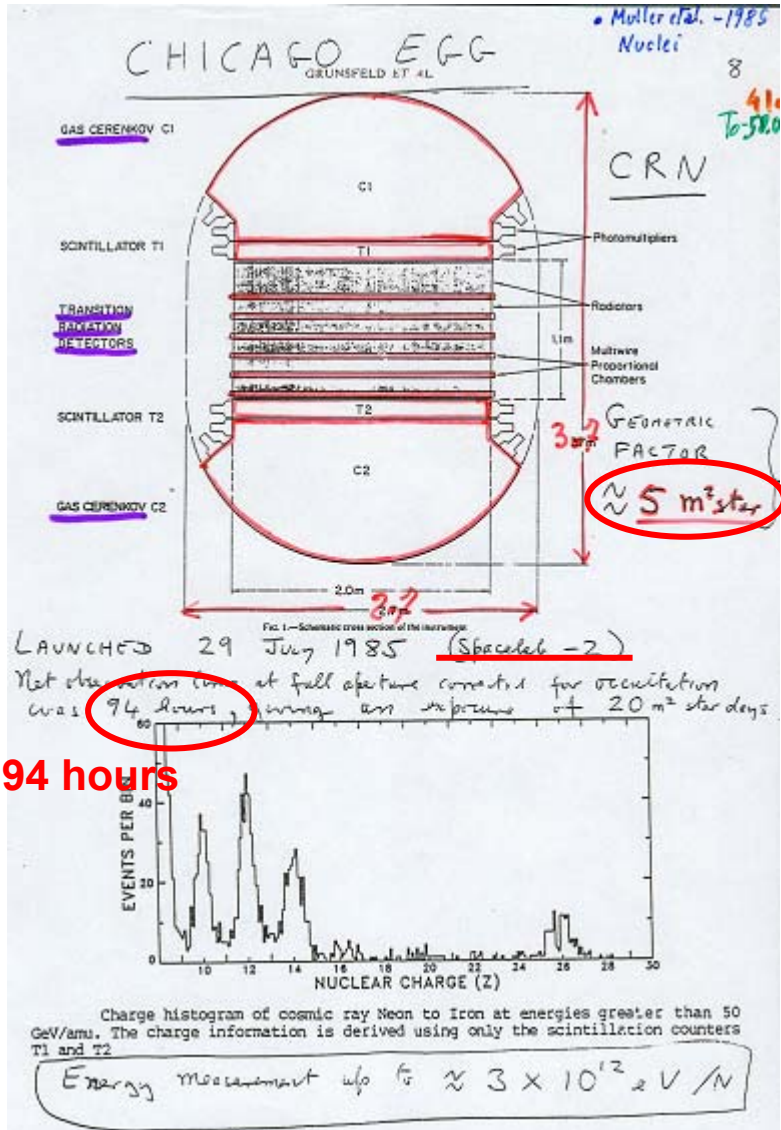 • Muller et al. - 1985
Nuclei
CHICAGO EGG
GRUNSFELD ET AL.
8
GAS CERENKOV C1
C1
CRN
Photomultipliers
SCINTILLATOR T1
T1
Radiators
TRANSITION
RADIATION
DETECTORS
1.1m
Multiwire
Proportional
Chambers
SCINTILLATOR T2
T2
GEOMETRIC
FACTOR
3.7
≈ 5 m² ster
C2
GAS CERENKOV C2
2.0m
2.7
FIG. 1.—Schematic cross section of the instrument
LAUNCHED 29 July 1985 (Spacelab - 2)
Net observation time at full aperture corrected for occultation
was 94 hours, giving an exposure of 20 m² ster days.
94 hours
EVENTS PER BIN
60
40
20
0
10 12 14 16 18 20 22 24 26 28 30
NUCLEAR CHARGE (Z)
Charge histogram of cosmic ray Neon to Iron at energies greater than 50
GeV/amu. The charge information is derived using only the scintillation counters
T1 and T2
Energy measurement up to ≈ 3 × 10¹² eV/N